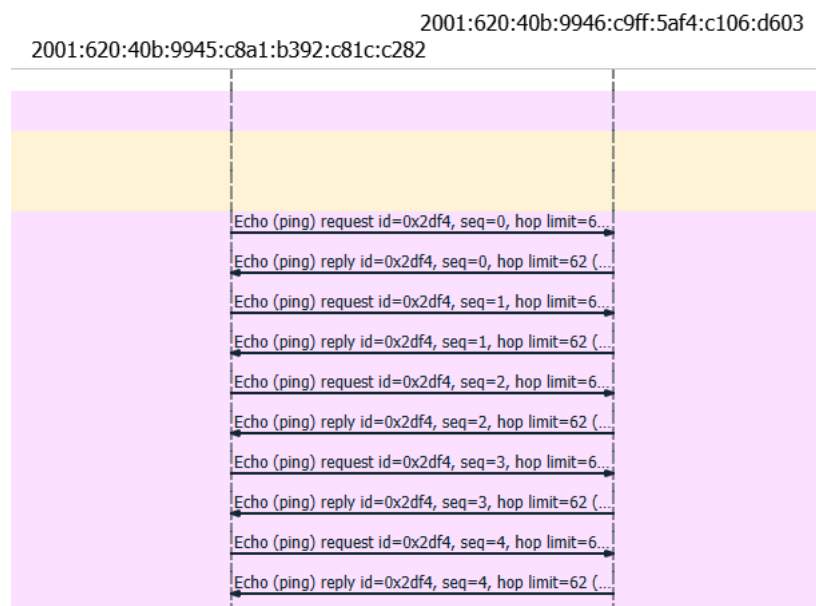 2001:620:40b:9946:c9ff:5af4:c106:d603
2001:620:40b:9945:c8a1:b392:c81c:c282
Echo (ping) request id=0x2df4, seq=0, hop limit=6...
Echo (ping) reply id=0x2df4, seq=0, hop limit=62 (...
Echo (ping) request id=0x2df4, seq=1, hop limit=6...
Echo (ping) reply id=0x2df4, seq=1, hop limit=62 (...
Echo (ping) request id=0x2df4, seq=2, hop limit=6...
Echo (ping) reply id=0x2df4, seq=2, hop limit=62 (...
Echo (ping) request id=0x2df4, seq=3, hop limit=6...
Echo (ping) reply id=0x2df4, seq=3, hop limit=62 (...
Echo (ping) request id=0x2df4, seq=4, hop limit=6...
Echo (ping) reply id=0x2df4, seq=4, hop limit=62 (...